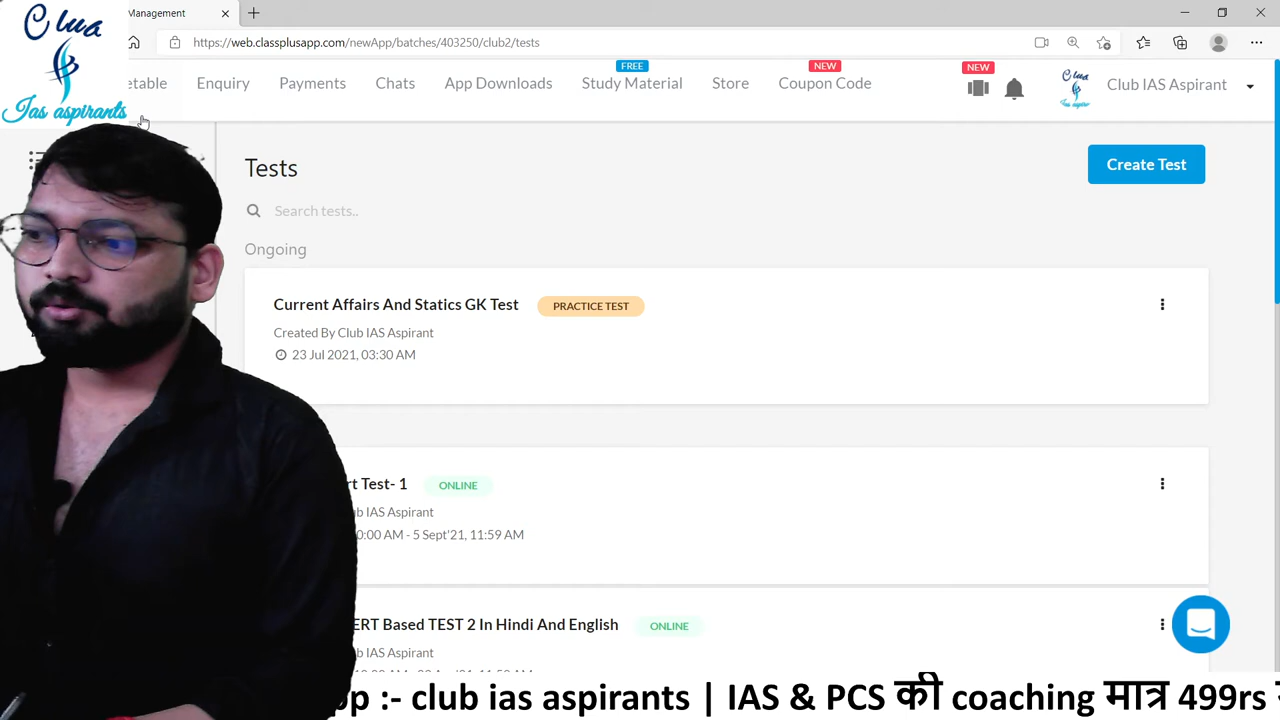 Management
https://web.classplusapp.com/newApp/batches/403250/club2/tests
Club
Ias aspirants
etable Enquiry Payments Chats App Downloads FREE Study Material Store NEW Coupon Code NEW Club IAS Aspirant
Tests
Create Test
Search tests..
Ongoing
Current Affairs And Statics GK Test PRACTICE TEST
Created By Club IAS Aspirant
23 Jul 2021, 03:30 AM
rt Test- 1 ONLINE
b IAS Aspirant
0:00 AM - 5 Sept'21, 11:59 AM
ERT Based TEST 2 In Hindi And English ONLINE
b IAS Aspirant
pp :- club ias aspirants | IAS & PCS की coaching मात्र 499rs